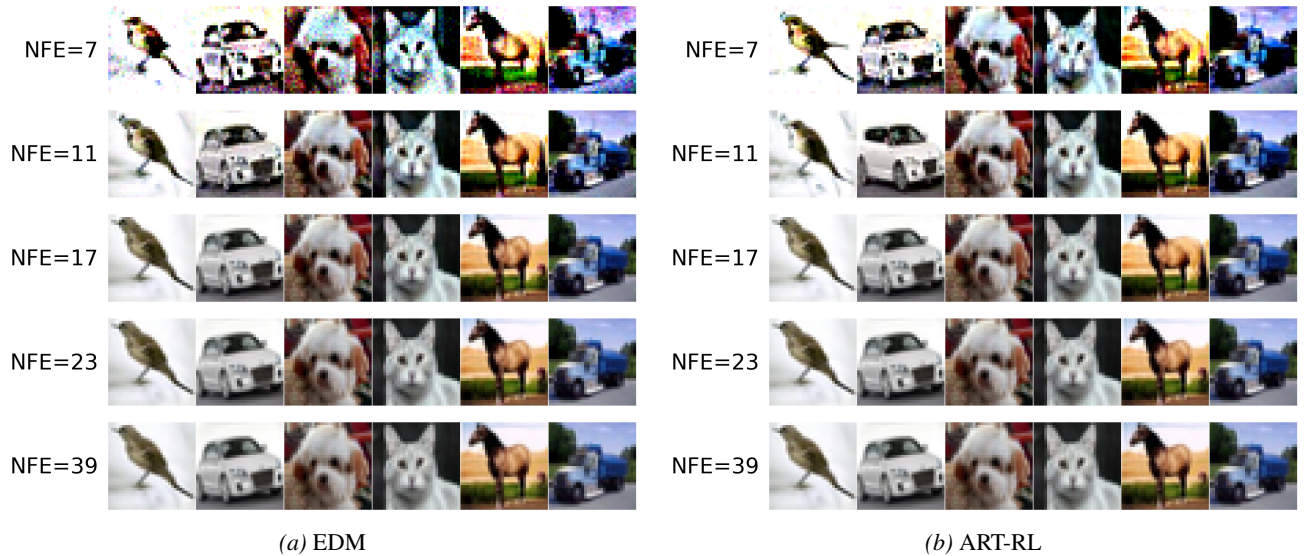 NFE=7
NFE=11
NFE=17
NFE=23
NFE=39
(a) EDM
NFE=7
NFE=11
NFE=17
NFE=23
NFE=39
(b) ART-RL